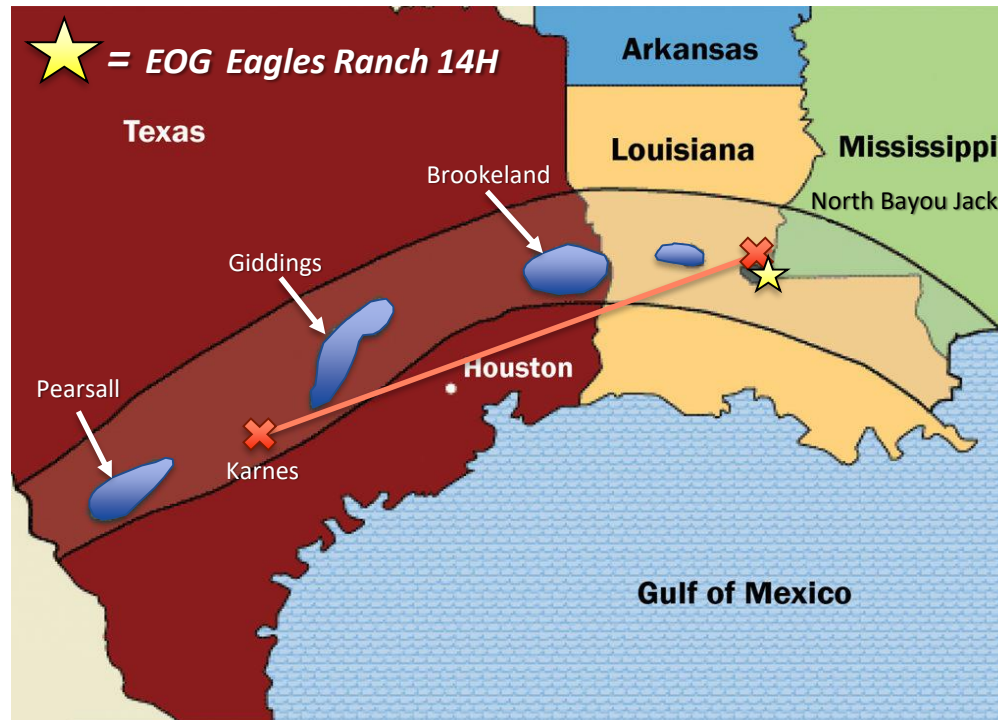 = EOG Eagles Ranch 14H
Arkansas
Texas
Louisiana
Mississippi
Brookeland
North Bayou Jack
Giddings
Houston
Pearsall
Karnes
Gulf of Mexico